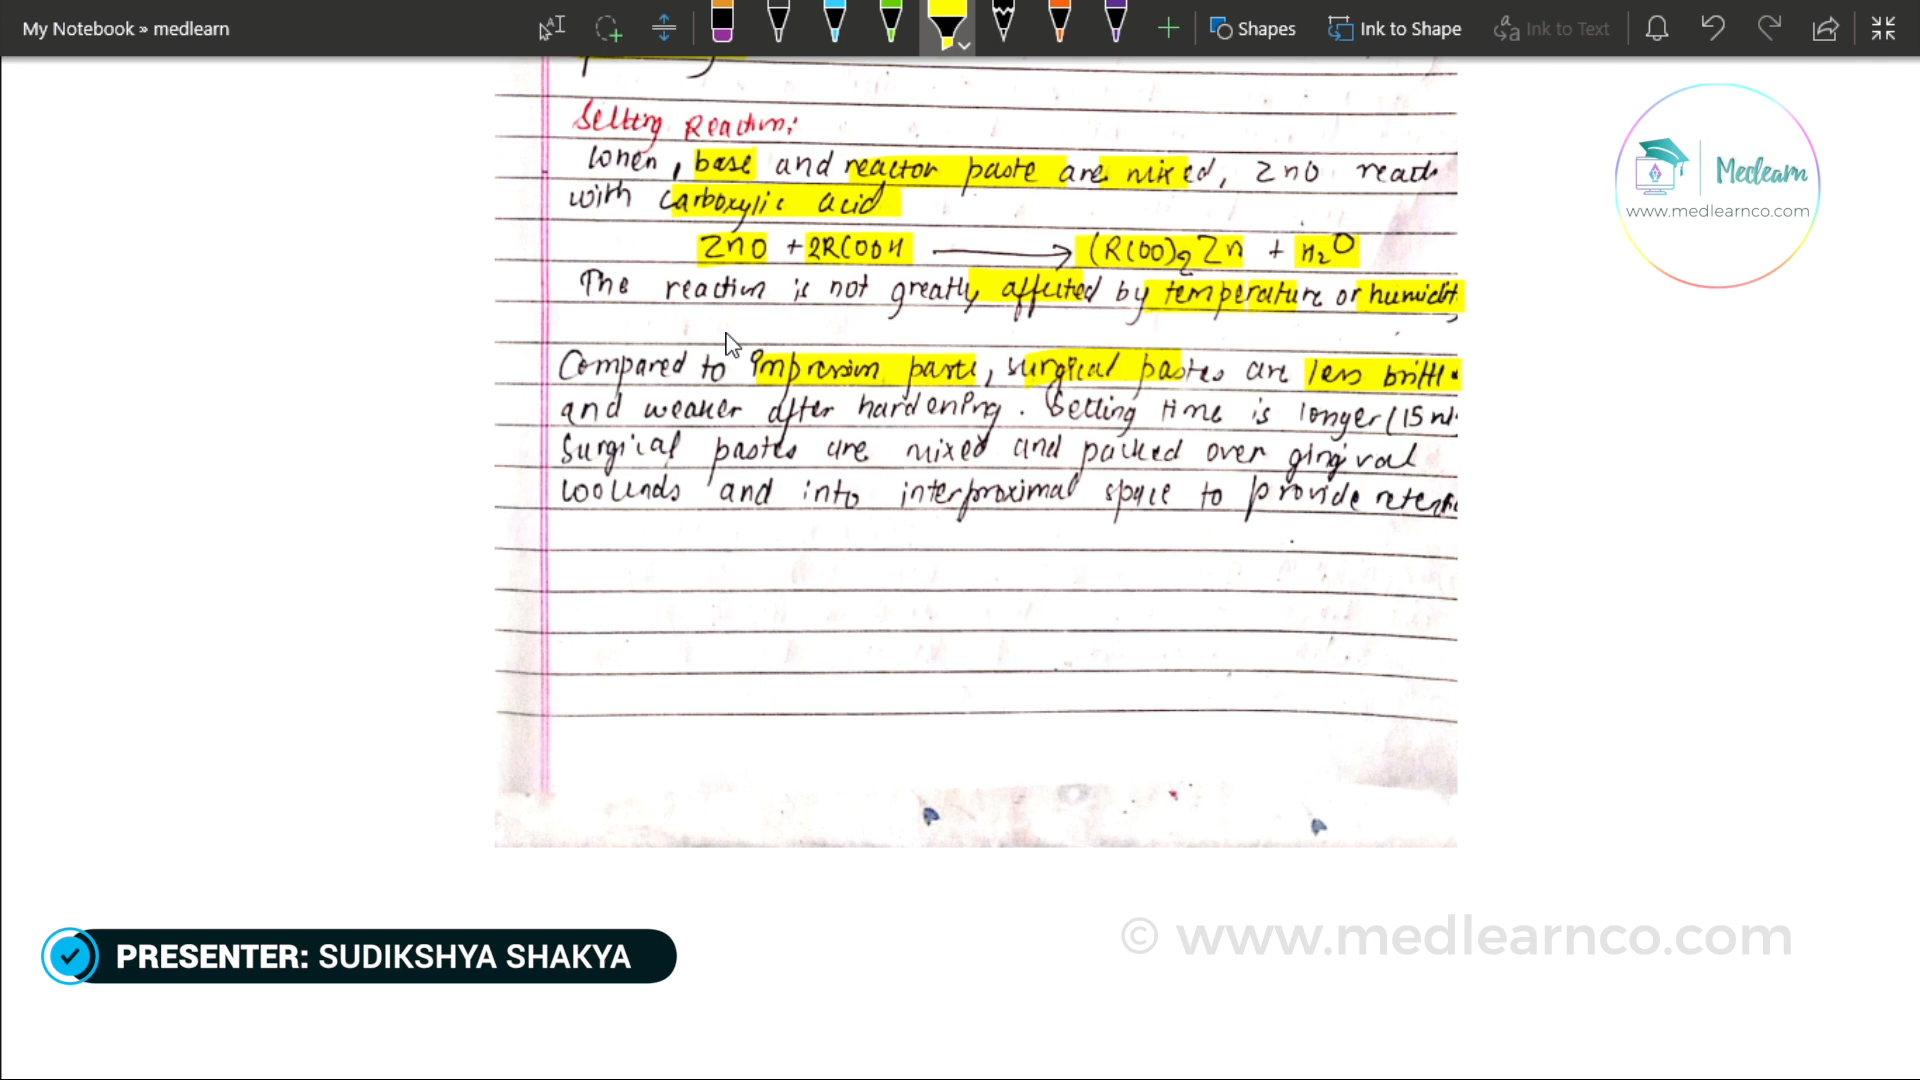 My Notebook » medlearn
Shapes
Ink to Shape
Ink to Text
Setting Reaction:
When, base and reactor paste are mixed, ZnO react
with carboxylic acid
ZnO + 2RCOOH → (RCOO)2Zn + H2O
The reaction is not greatly affected by temperature or humidit
Compared to impression paste, surgical pastes are less brittl
and weaker after hardening. Setting time is longer (15
Surgical pastes are mixed and packed over gingival
wounds and into interproximal space to provide retenti
Medlearn
www.medlearnco.com
PRESENTER: SUDIKSHYA SHAKYA
© www.medlearnco.com